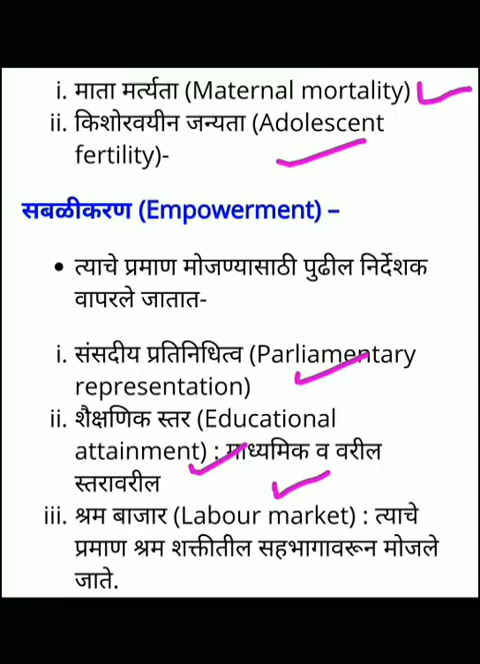 i. माता मर्त्यता (Maternal mortality)
ii. किशोरवयीन जन्यता (Adolescent
fertility)-
सबळीकरण (Empowerment) –
• त्याचे प्रमाण मोजण्यासाठी पुढील निर्देशक
वापरले जातात-
i. संसदीय प्रतिनिधित्व (Parliamentary
representation)
ii. शैक्षणिक स्तर (Educational
attainment) : माध्यमिक व वरील
स्तरावरील
iii. श्रम बाजार (Labour market) : त्याचे
प्रमाण श्रम शक्तीतील सहभागावरून मोजले
जाते.